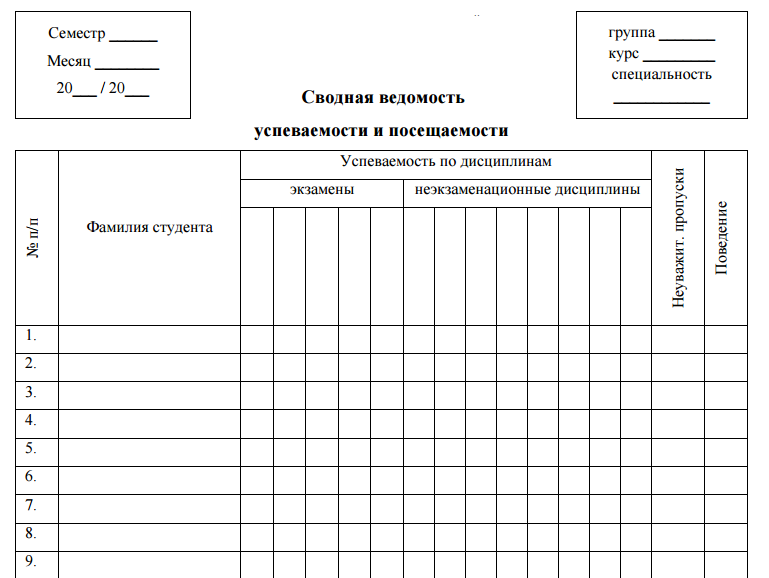 Семестр ______
Месяц ________
20___ / 20___
группа _______
курс _________
специальность
____________
Сводная ведомость
успеваемости и посещаемости
№ п/п
Фамилия студента
Успеваемость по дисциплинам
экзамены
неэкзаменационные дисциплины
Неуважит. пропуски
Поведение
1.
2.
3.
4.
5.
6.
7.
8.
9.